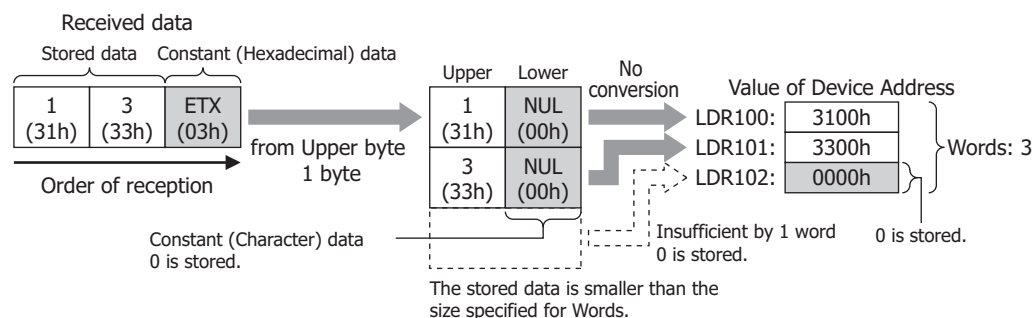 Received data
Stored data Constant (Hexadecimal) data
1 3 ETX
(31h) (33h) (03h)
Order of reception
from Upper byte
1 byte
Upper Lower
1 NUL
(31h) (00h)
3 NUL
(33h) (00h)
No
conversion
Value of Device Address
LDR100: 3100h
LDR101: 3300h
LDR102: 0000h
Words: 3
Constant (Character) data
0 is stored.
Insufficient by 1 word
0 is stored.
0 is stored.
The stored data is smaller than the
size specified for Words.